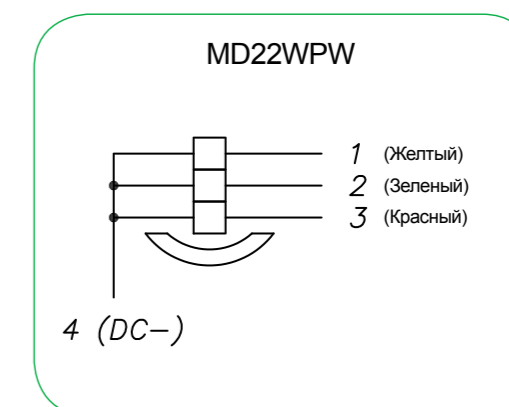 MD22WPW
1 (Желтый)
2 (Зеленый)
3 (Красный)
4 (DC−)